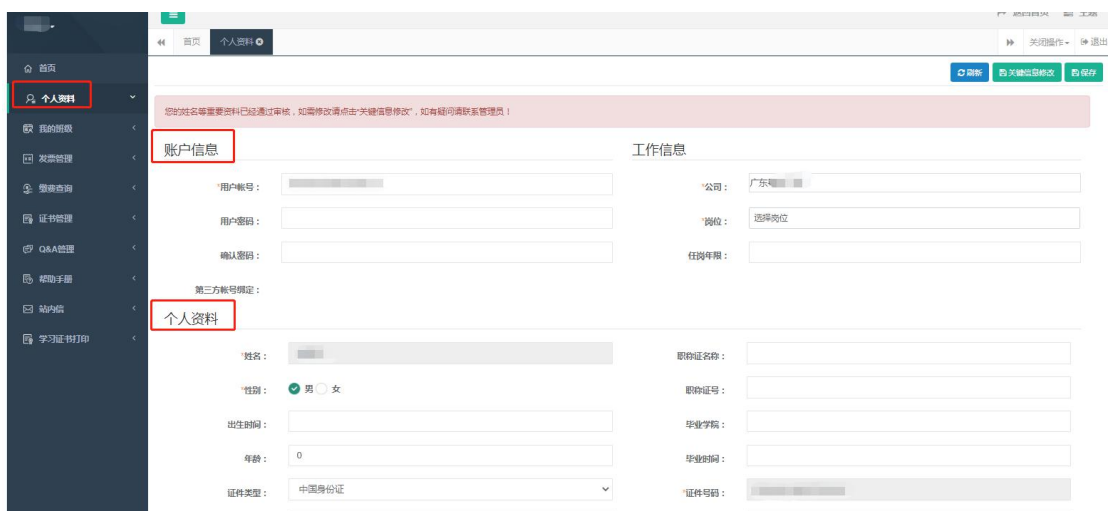 返回首页 主题
首页 个人资料 关闭操作 退出
首页
个人资料
我的班级
发票管理
缴费查询
证书管理
Q&A管理
帮助手册
站内信
学习证书打印
刷新 关键信息修改 保存
您的姓名等重要资料已经通过审核，如需修改请点击“关键信息修改”，如有疑问请联系管理员！
账户信息 工作信息
*用户帐号： *公司： 广东
用户密码： *岗位： 选择岗位
确认密码： 任岗年限：
第三方帐号绑定：
个人资料
*姓名： 职称证名称：
*性别： 男 女 职称证号：
出生时间： 毕业学院：
年龄： 0 毕业时间：
证件类型： 中国身份证 *证件号码：